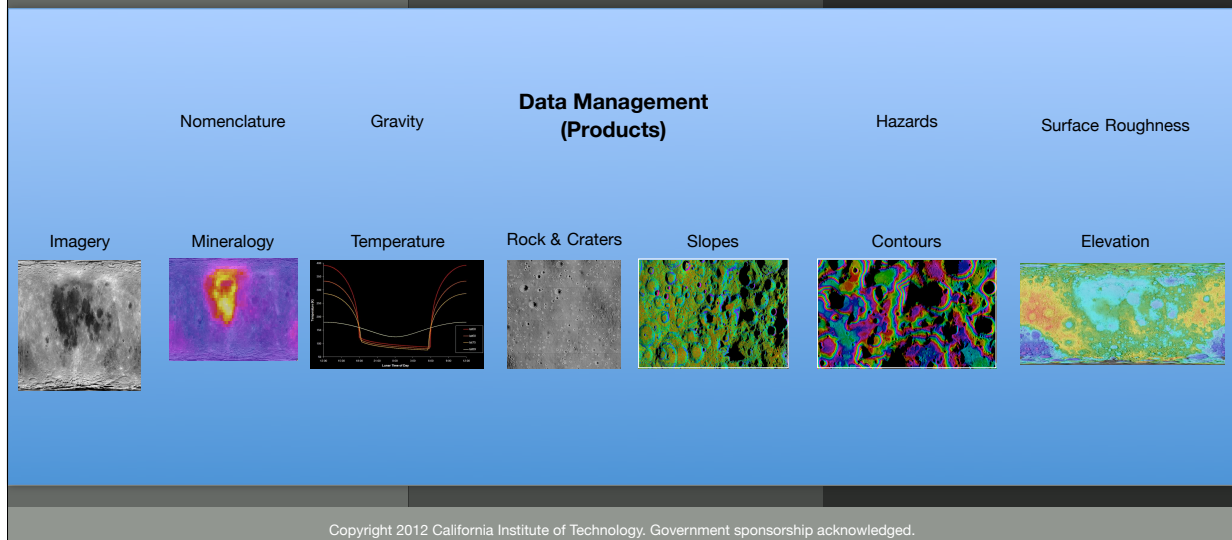 Data Management
(Products)
Nomenclature
Gravity
Hazards
Surface Roughness
Imagery
Mineralogy
Temperature
Rock & Craters
Slopes
Contours
Elevation
Copyright 2012 California Institute of Technology. Government sponsorship acknowledged.